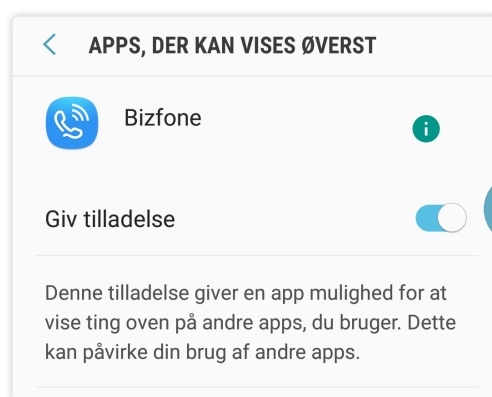 APPS, DER KAN VISES ØVERST
Bizfone
Giv tilladelse
Denne tilladelse giver en app mulighed for at
vise ting oven på andre apps, du bruger. Dette
kan påvirke din brug af andre apps.